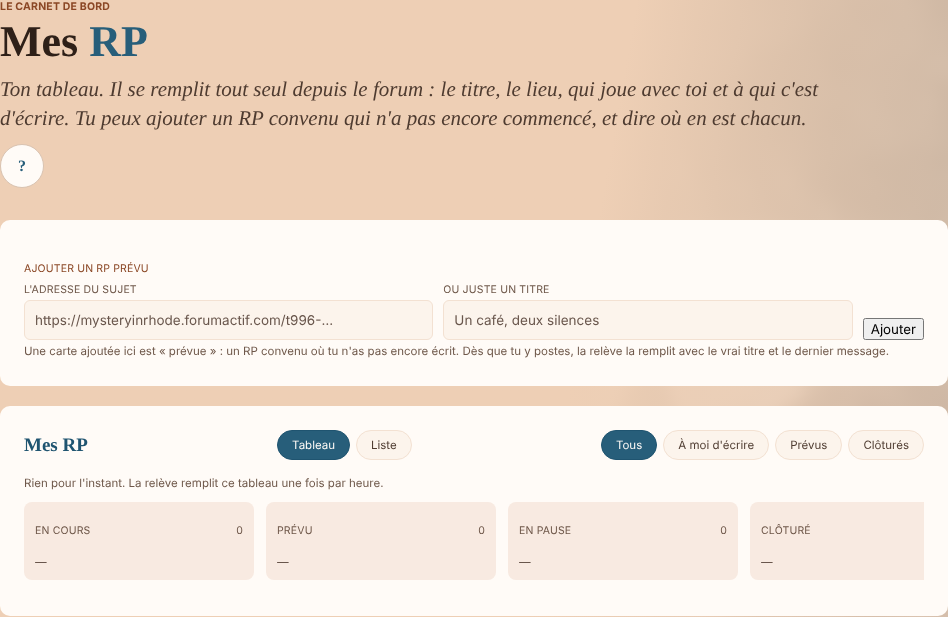 LE CARNET DE BORD
Mes RP
Ton tableau. Il se remplit tout seul depuis le forum : le titre, le lieu, qui joue avec toi et à qui c'est
d'écrire. Tu peux ajouter un RP convenu qui n'a pas encore commencé, et dire où en est chacun.
?
AJOUTER UN RP PRÉVU
L'ADRESSE DU SUJET
OU JUSTE UN TITRE
https://mysteryinrhode.forumactif.com/t996-...
Un café, deux silences
Ajouter
Une carte ajoutée ici est « prévue » : un RP convenu où tu n'as pas encore écrit. Dès que tu y postes, la relève la remplit avec le vrai titre et le dernier message.
Mes RP
Tableau
Liste
Tous
À moi d'écrire
Prévus
Clôturés
Rien pour l'instant. La relève remplit ce tableau une fois par heure.
EN COURS 0
—
PRÉVU 0
—
EN PAUSE 0
—
CLÔTURÉ
—